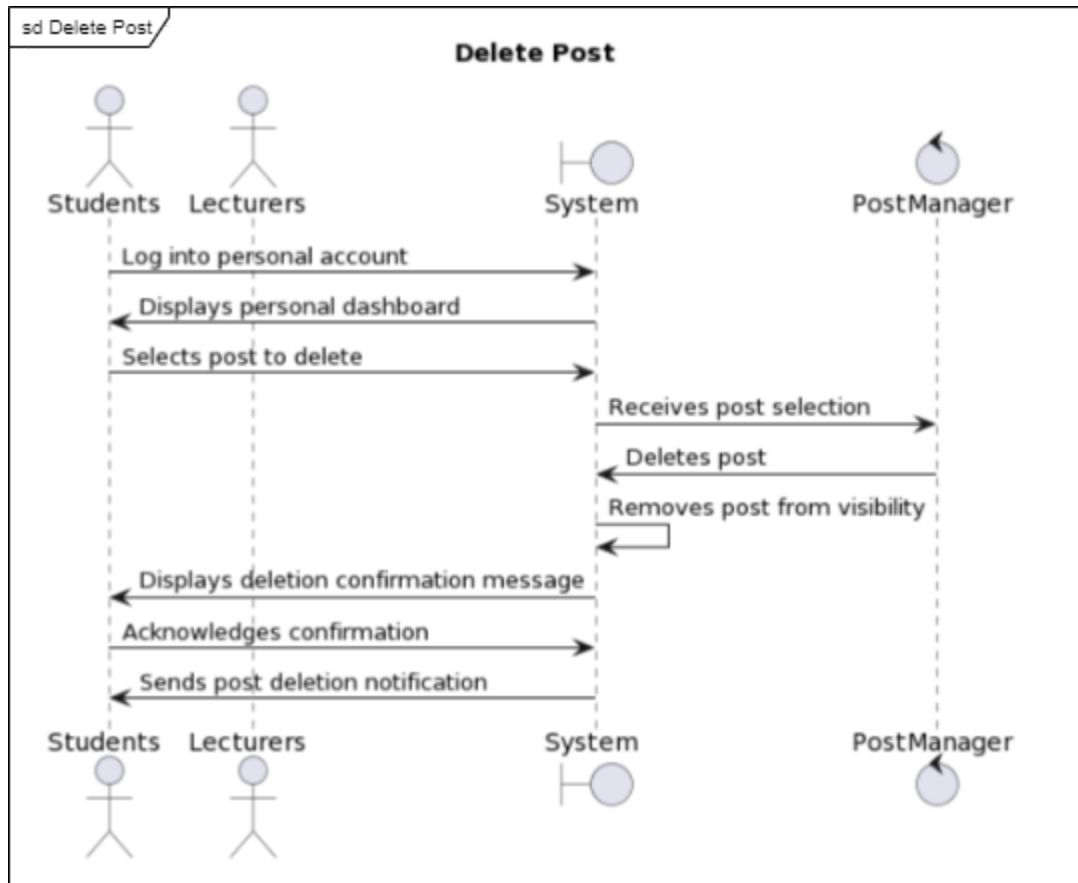 sd Delete Post
Delete Post
Students Lecturers System PostManager
Log into personal account
Displays personal dashboard
Selects post to delete
Receives post selection
Deletes post
Removes post from visibility
Displays deletion confirmation message
Acknowledges confirmation
Sends post deletion notification
Students Lecturers System PostManager